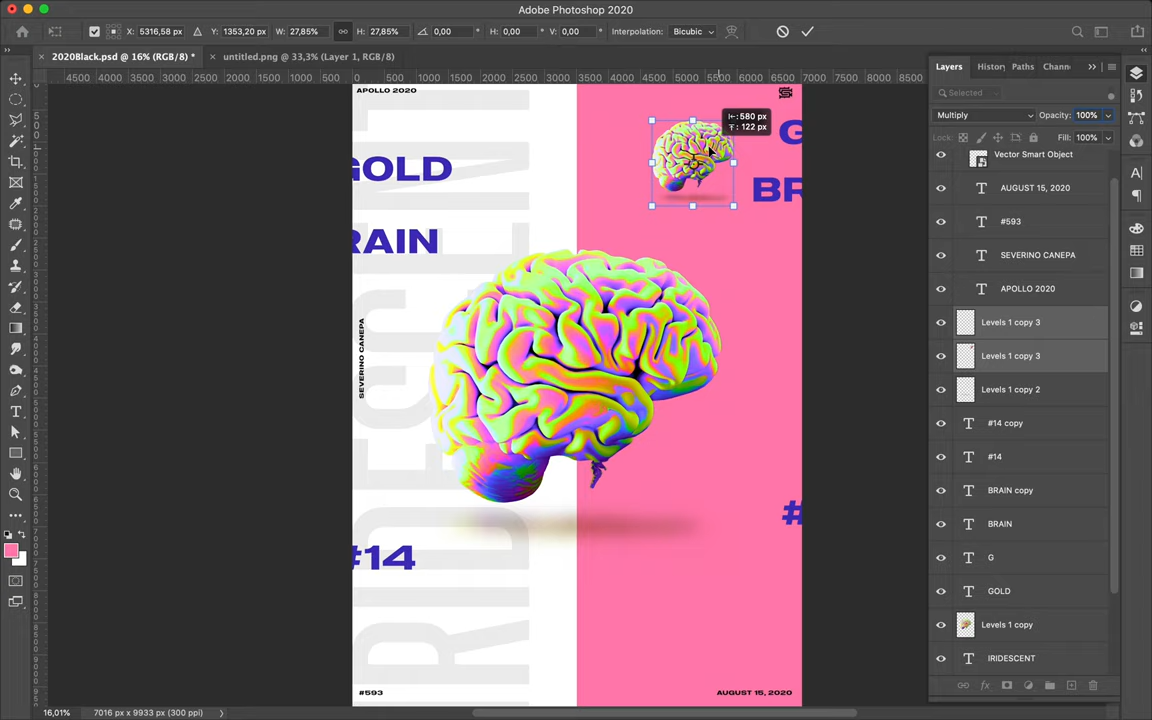 Adobe Photoshop 2020
X: 5316,58 px
Y: 1353,20 px
W: 27,85%
H: 27,85%
0,00 °
H: 0,00 °
V: 0,00 °
Interpolation: Bicubic
2020Black.psd @ 16% (RGB/8) *
untitled.png @ 33,3% (Layer 1, RGB/8)
4500 4000 3500 3000 2500 2000 1500 1000 500 0 500 1000 1500 2000 2500 3000 3500 4000 4500 5000 5500 6000 6500 7000 7500 8000 8500
APOLLO 2020
GOLD
RAIN
SEVERINO CANEPA
IRIDESCENT
#14
#593
580 px
122 px
G
BR
#
AUGUST 15, 2020
Layers Histor Paths Chann
Selected
Multiply
Opacity: 100%
Lock:
Fill: 100%
Vector Smart Object
AUGUST 15, 2020
#593
SEVERINO CANEPA
APOLLO 2020
Levels 1 copy 3
Levels 1 copy 3
Levels 1 copy 2
#14 copy
#14
BRAIN copy
BRAIN
G
GOLD
Levels 1 copy
IRIDESCENT
16,01%
7016 px x 9933 px (300 ppi)